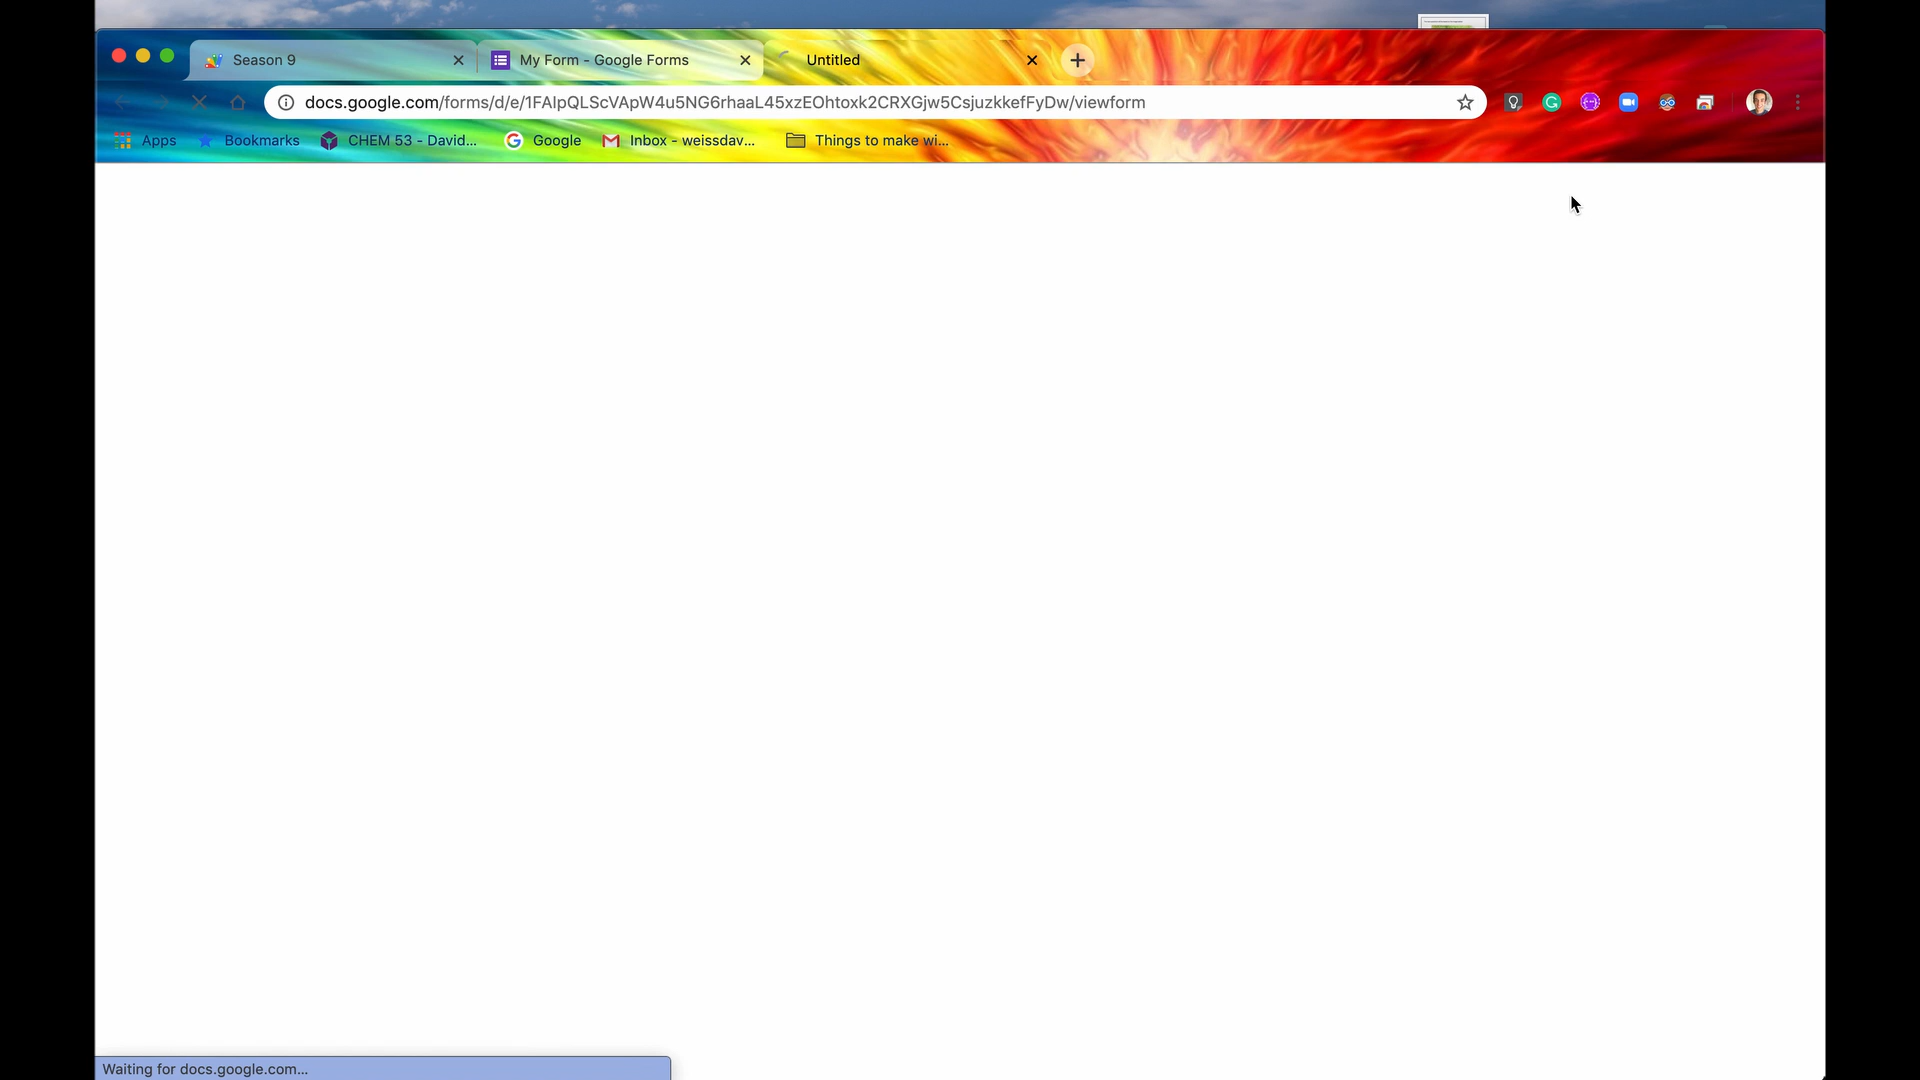 Season 9
My Form - Google Forms
Untitled
docs.google.com/forms/d/e/1FAIpQLScVApW4u5NG6rhaaL45xzEOhtoxk2CRXGjw5CsjuzkkefFyDw/viewform
Apps Bookmarks CHEM 53 - David... Google Inbox - weissdav... Things to make wi...
Waiting for docs.google.com...